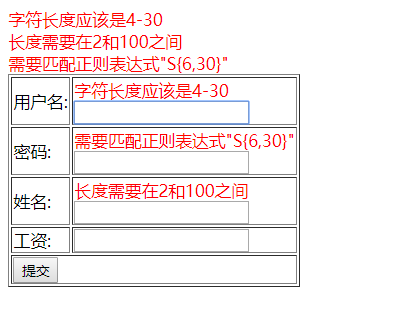 字符长度应该是4-30
长度需要在2和100之间
需要匹配正则表达式"S{6,30}"
用户名:
字符长度应该是4-30
密码:
需要匹配正则表达式"S{6,30}"
姓名:
长度需要在2和100之间
工资:
提交